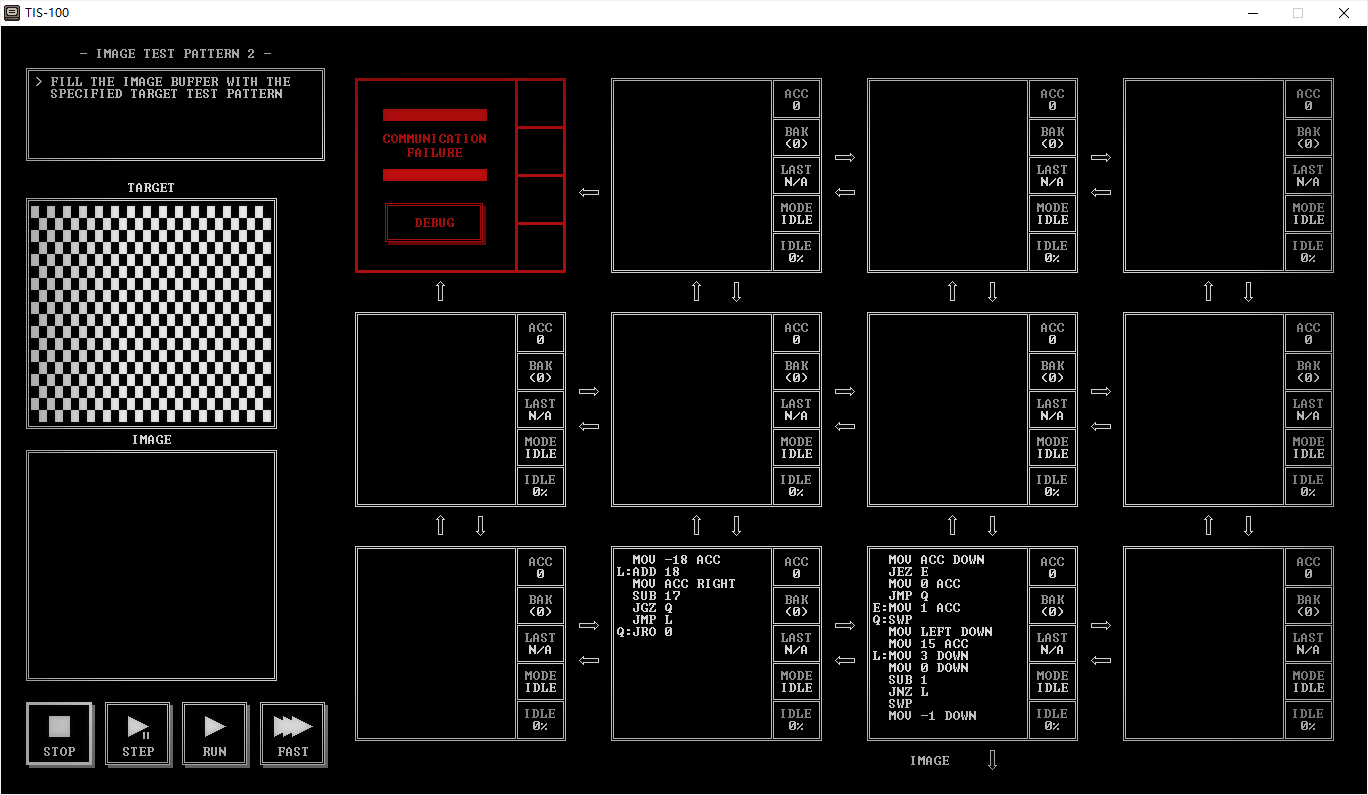 TIS-100
- IMAGE TEST PATTERN 2 -
> FILL THE IMAGE BUFFER WITH THE
SPECIFIED TARGET TEST PATTERN
TARGET
IMAGE
STOP
STEP
RUN
FAST
COMMUNICATION
FAILURE
DEBUG
ACC
0
BAK
(0)
LAST
N/A
MODE
IDLE
IDLE
0%
ACC
0
BAK
(0)
LAST
N/A
MODE
IDLE
IDLE
0%
ACC
0
BAK
(0)
LAST
N/A
MODE
IDLE
IDLE
0%
ACC
0
BAK
(0)
LAST
N/A
MODE
IDLE
IDLE
0%
ACC
0
BAK
(0)
LAST
N/A
MODE
IDLE
IDLE
0%
ACC
0
BAK
(0)
LAST
N/A
MODE
IDLE
IDLE
0%
ACC
0
BAK
(0)
LAST
N/A
MODE
IDLE
IDLE
0%
ACC
0
BAK
(0)
LAST
N/A
MODE
IDLE
IDLE
0%
MOV -18 ACC
L:ADD 18
MOV ACC RIGHT
SUB 17
JGZ Q
JMP L
Q:JRO 0
ACC
0
BAK
(0)
LAST
N/A
MODE
IDLE
IDLE
0%
MOV ACC DOWN
JEZ E
MOV 0 ACC
JMP Q
E:MOV 1 ACC
Q:SWP
MOV LEFT DOWN
MOV 15 ACC
L:MOV 3 DOWN
MOV 0 DOWN
SUB 1
JNZ L
SWP
MOV -1 DOWN
ACC
0
BAK
(0)
LAST
N/A
MODE
IDLE
IDLE
0%
ACC
0
BAK
(0)
LAST
N/A
MODE
IDLE
IDLE
0%
IMAGE